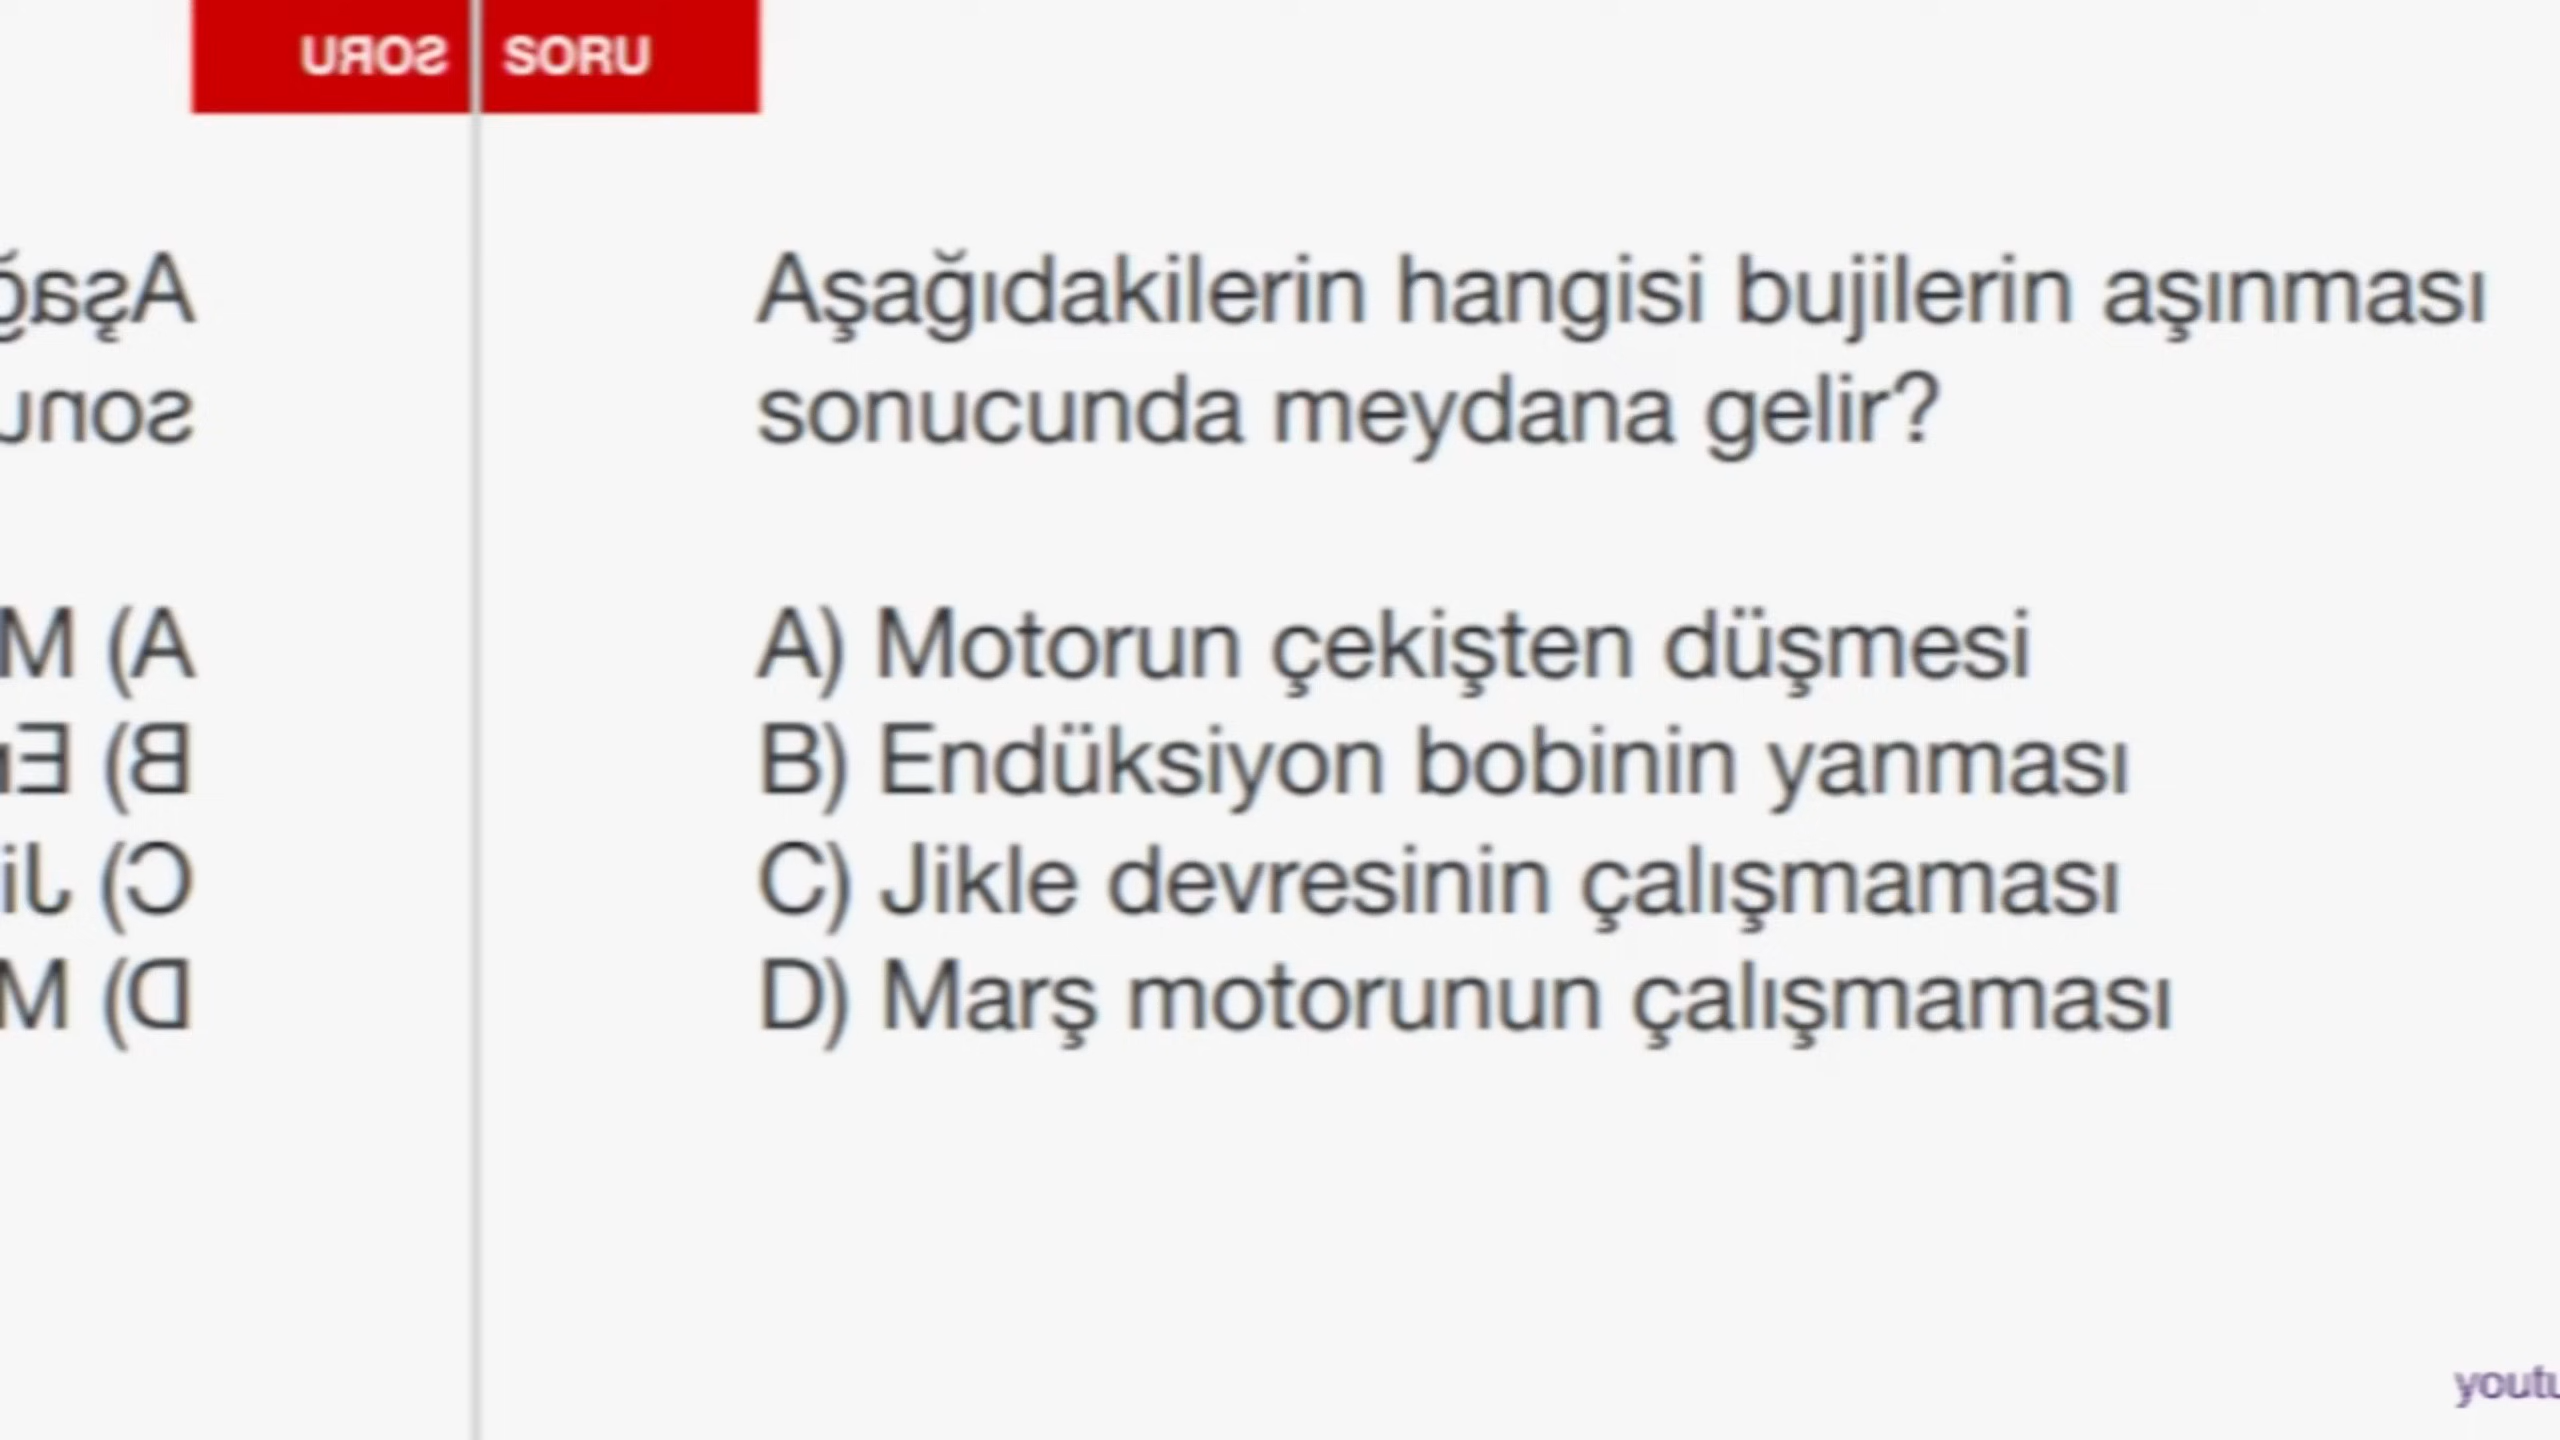 SORU
Aşağıdakilerin hangisi bujilerin aşınması
sonucunda meydana gelir?
A) Motorun çekişten düşmesi
B) Endüksiyon bobinin yanması
C) Jikle devresinin çalışmaması
D) Marş motorunun çalışmaması